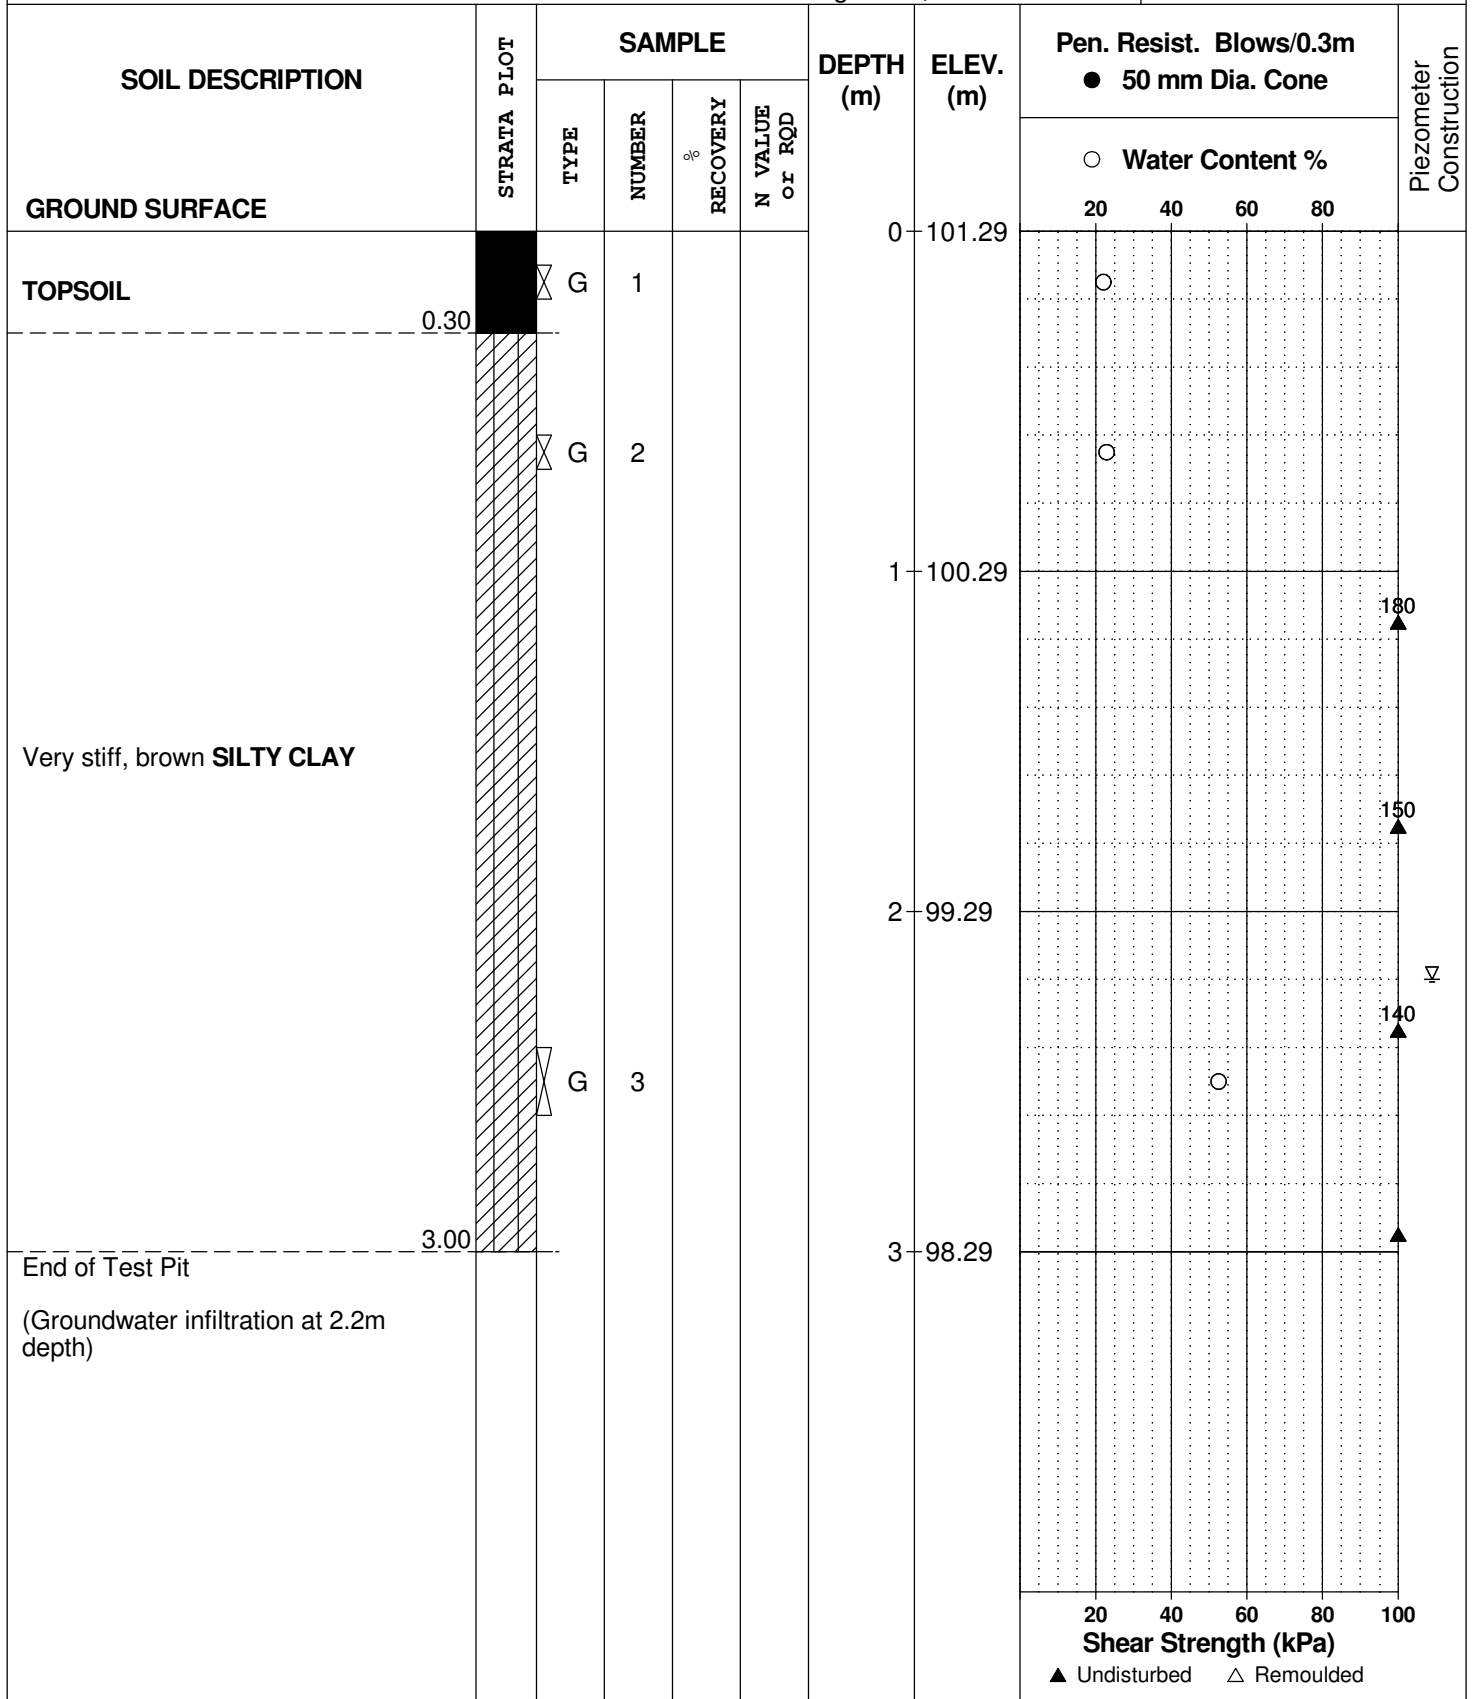 SOIL DESCRIPTION
GROUND SURFACE
STRATA PLOT
SAMPLE
TYPE
NUMBER
%
RECOVERY
N VALUE
or RQD
DEPTH
(m)
ELEV.
(m)
Pen. Resist. Blows/0.3m
● 50 mm Dia. Cone
○ Water Content %
20 40 60 80
Piezometer
Construction
0 101.29
TOPSOIL
G 1
0.30
G 2
1 100.29
180
Very stiff, brown SILTY CLAY
150
2 99.29
140
G 3
3.00
3 98.29
End of Test Pit
(Groundwater infiltration at 2.2m
depth)
20 40 60 80 100
Shear Strength (kPa)
▲ Undisturbed △ Remoulded